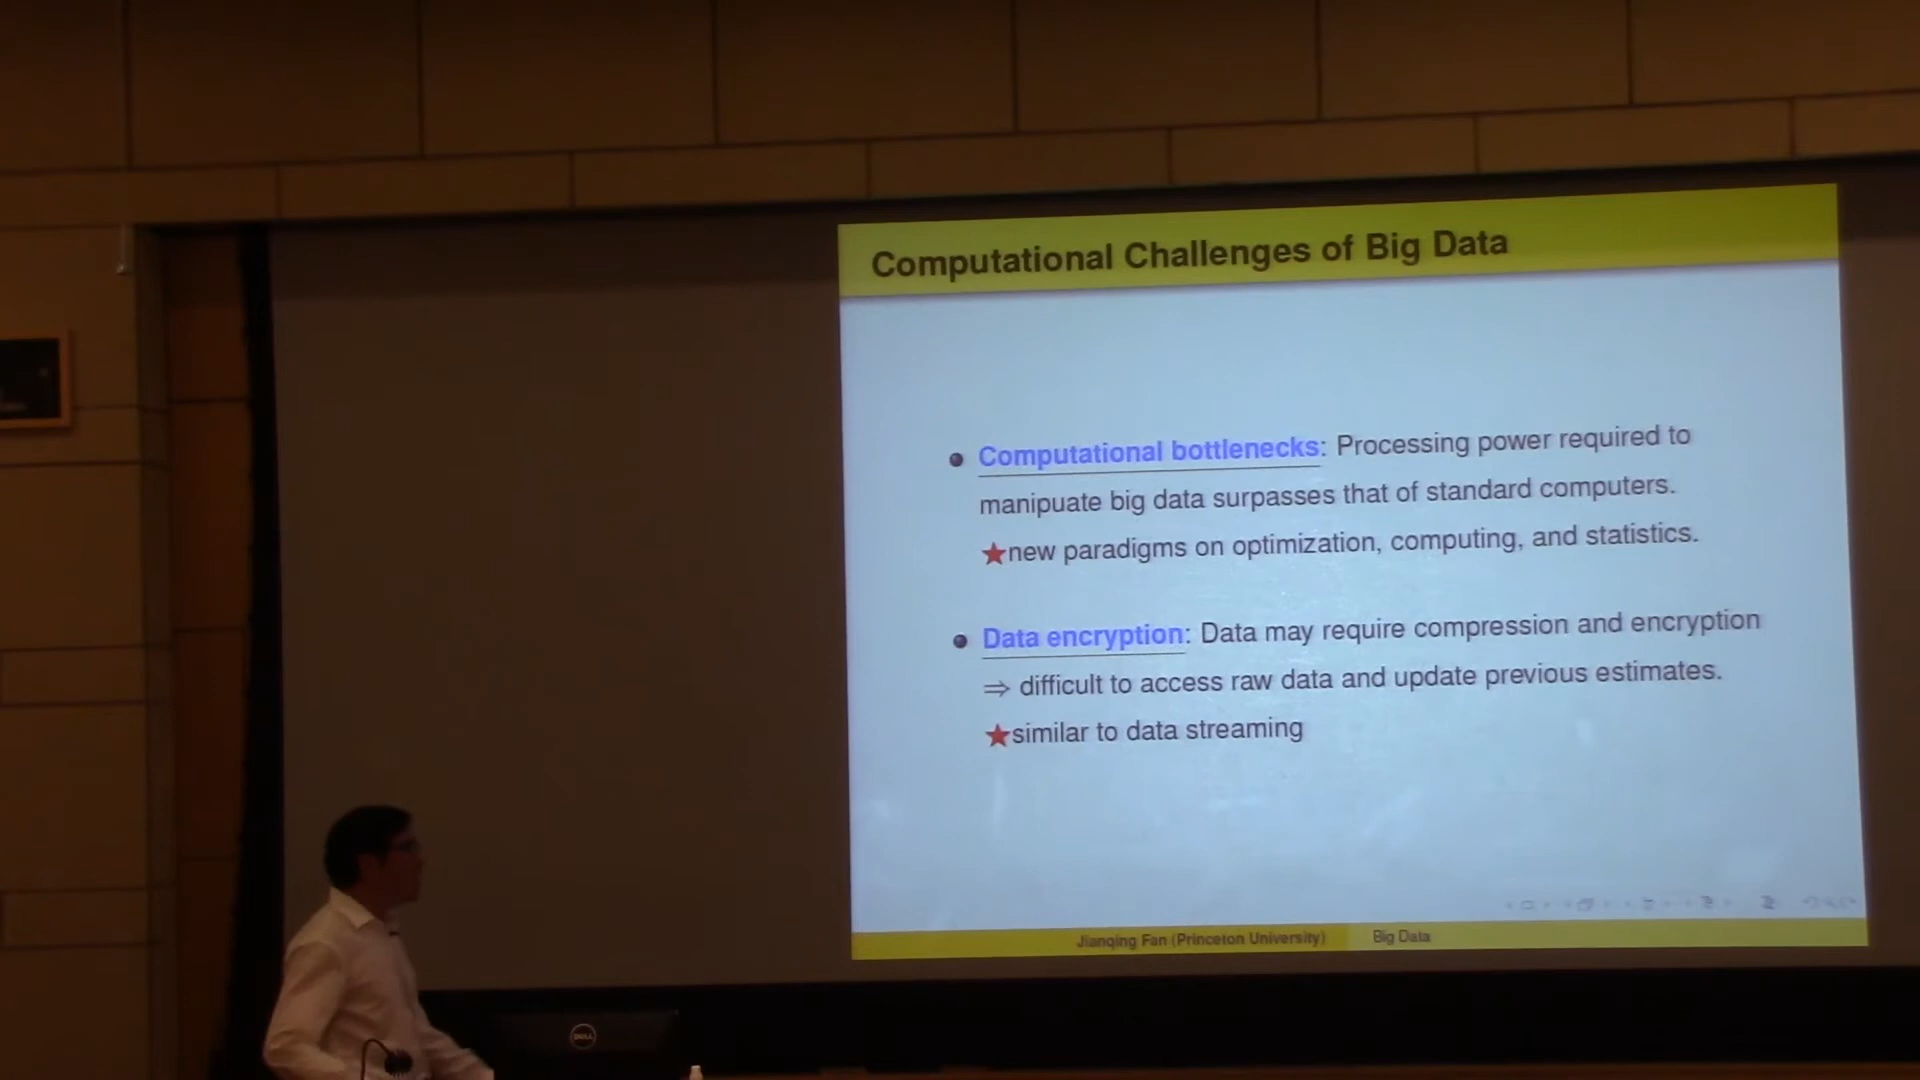 Computational Challenges of Big Data
Computational bottlenecks: Processing power required to
manipuate big data surpasses that of standard computers.
★new paradigms on optimization, computing, and statistics.
Data encryption: Data may require compression and encryption
⇒ difficult to access raw data and update previous estimates.
★similar to data streaming
Jianqing Fan (Princeton University) Big Data
DELL